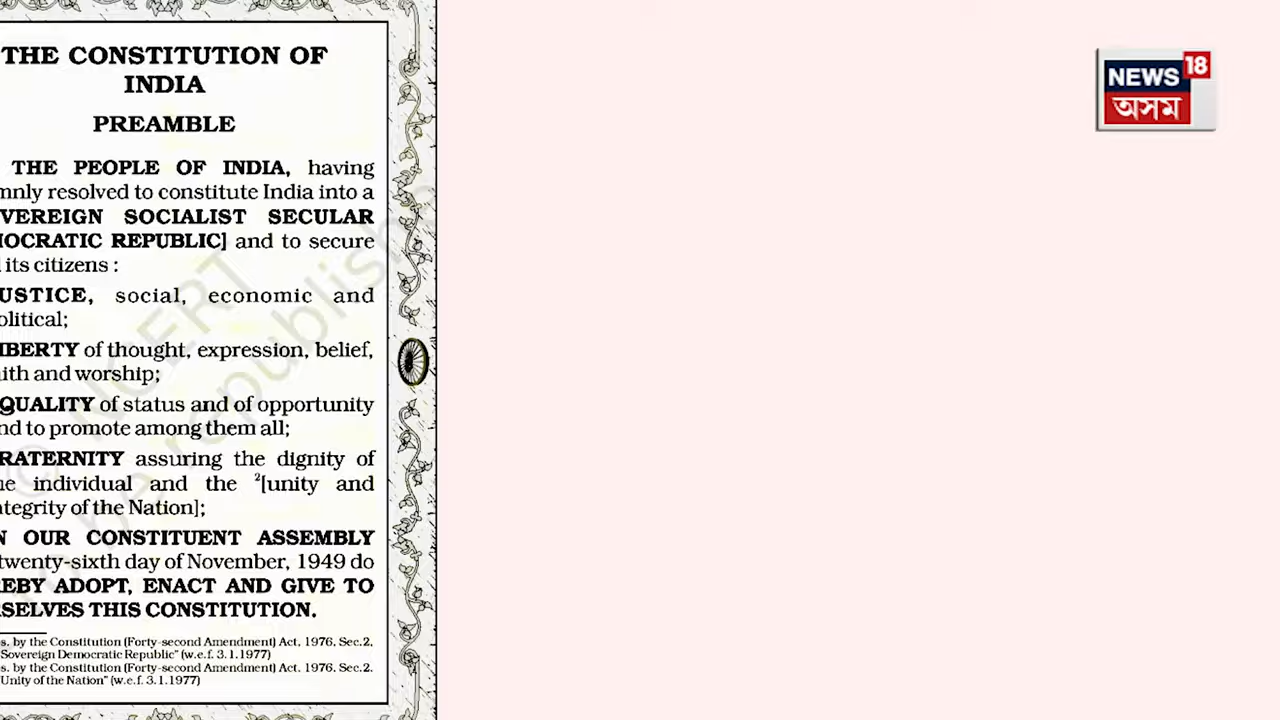 THE CONSTITUTION OF
INDIA
PREAMBLE
THE PEOPLE OF INDIA, having
mnly resolved to constitute India into a
VEREIGN SOCIALIST SECULAR
OCRATIC REPUBLIC] and to secure
its citizens :
USTICE, social, economic and
olitical;
IBERTY of thought, expression, belief,
ith and worship;
QUALITY of status and of opportunity
nd to promote among them all;
RATERNITY assuring the dignity of
e individual and the ²[unity and
ntegrity of the Nation];
N OUR CONSTITUENT ASSEMBLY
twenty-sixth day of November, 1949 do
EBY ADOPT, ENACT AND GIVE TO
RSELVES THIS CONSTITUTION.
s. by the Constitution (Forty-second Amendment) Act, 1976, Sec.2,
Sovereign Democratic Republic" (w.e.f. 3.1.1977)
s. by the Constitution (Forty-second Amendment) Act, 1976, Sec.2,
Unity of the Nation" (w.e.f. 3.1.1977)
© NCERT
be republished
NEWS 18
অসম